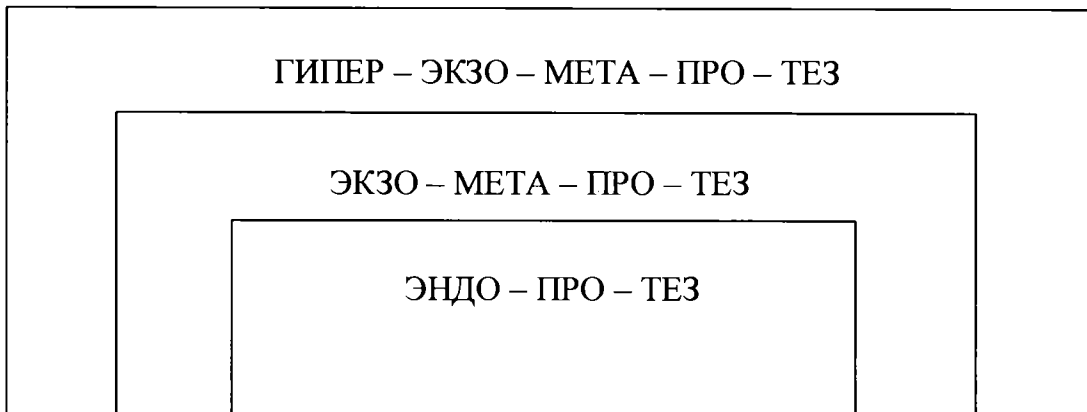 ГИПЕР – ЭКЗО – МЕТА – ПРО – ТЕЗ
ЭКЗО – МЕТА – ПРО – ТЕЗ
ЭНДО – ПРО – ТЕЗ